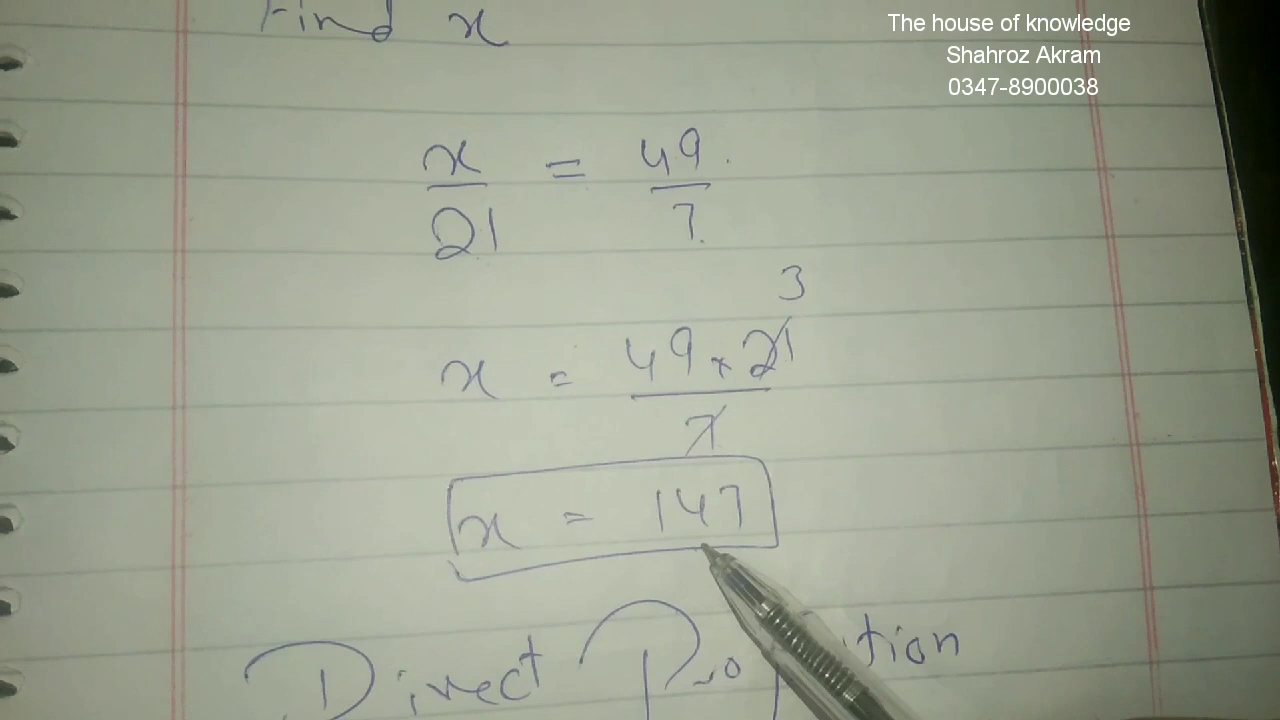 Find x
The house of knowledge
Shahroz Akram
0347-8900038
x/21 = 49/7
3
x = 49 × 21/7
x = 147
Direct